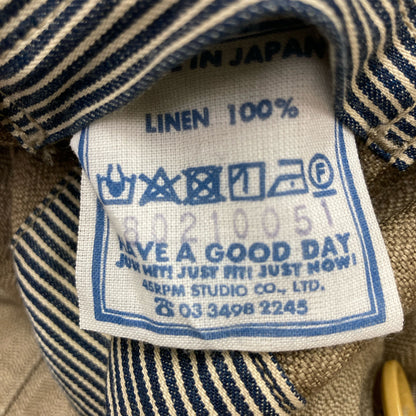 IN JAPAN
LINEN 100%
F
80210051
HAVE A GOOD DAY
JUST HIT! JUST FIT! JUST NOW!
45RPM STUDIO CO., LTD.
☎ 03 3498 2245